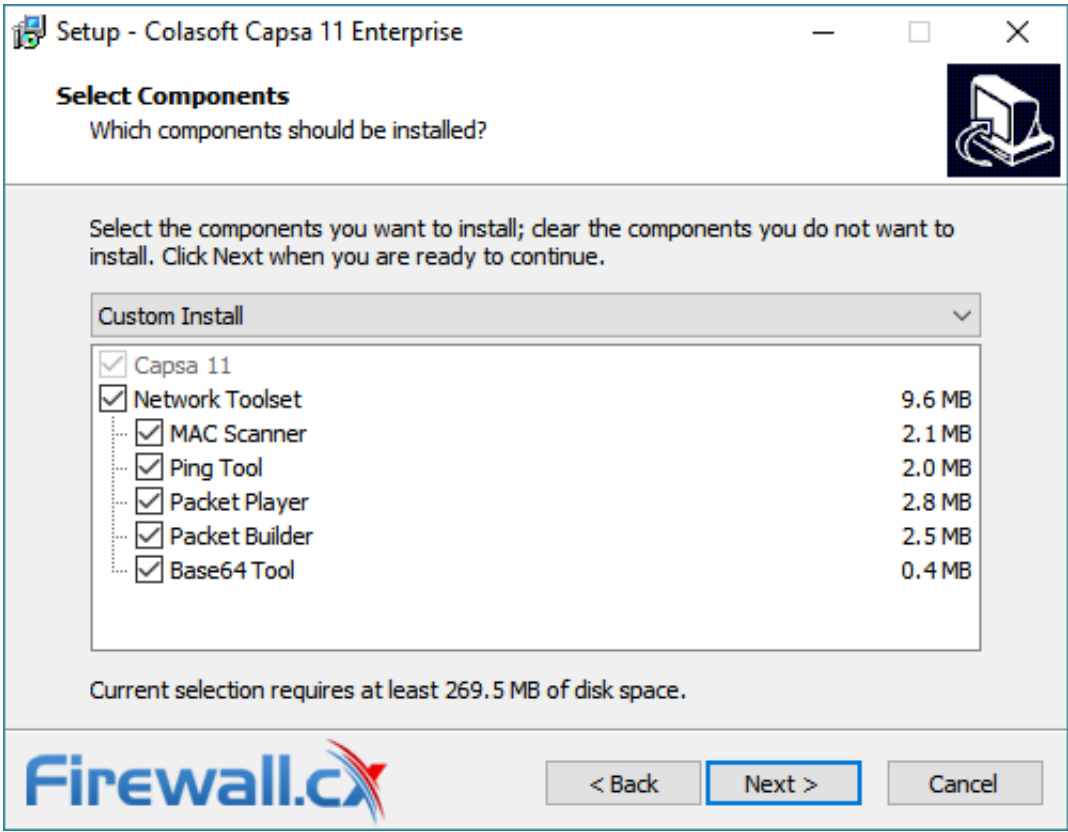 Setup - Colasoft Capsa 11 Enterprise
Select Components
Which components should be installed?
Select the components you want to install; clear the components you do not want to
install. Click Next when you are ready to continue.
Custom Install
Capsa 11
Network Toolset 9.6 MB
MAC Scanner 2.1 MB
Ping Tool 2.0 MB
Packet Player 2.8 MB
Packet Builder 2.5 MB
Base64 Tool 0.4 MB
Current selection requires at least 269.5 MB of disk space.
Firewall.cx
< Back Next > Cancel